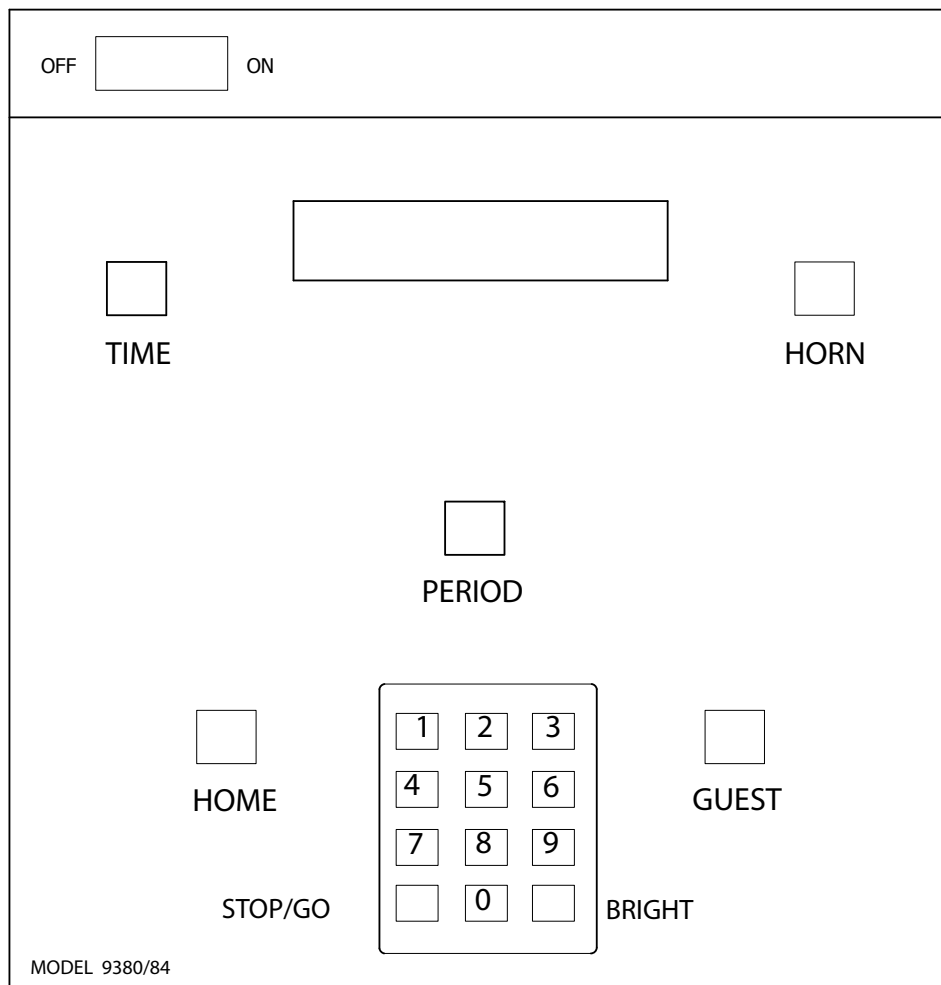 OFF ON
TIME
HORN
PERIOD
1 2 3
4 5 6
7 8 9
HOME
GUEST
STOP/GO 0 BRIGHT
MODEL 9380/84